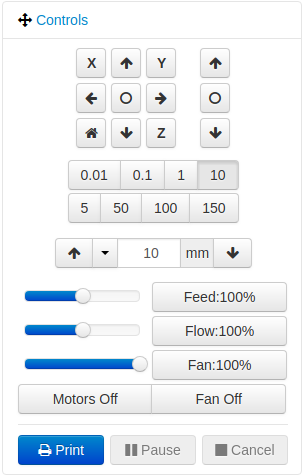 Controls
X Y
Z
0.01 0.1 1 10
5 50 100 150
10 mm
Feed:100%
Flow:100%
Fan:100%
Motors Off Fan Off
Print Pause Cancel